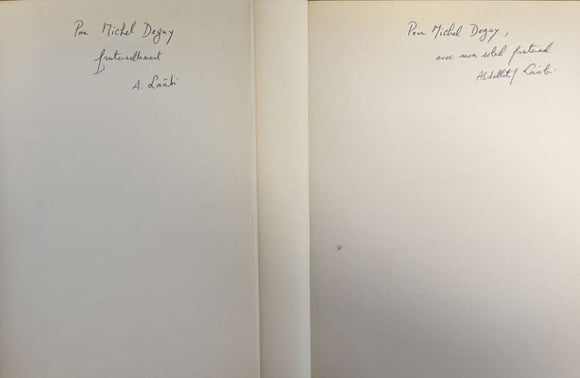 Pour Michel Deguy
fraternellement
A. Laâbi
Pour Michel Deguy,
avec mon salut fraternel
Abdellatif Laâbi